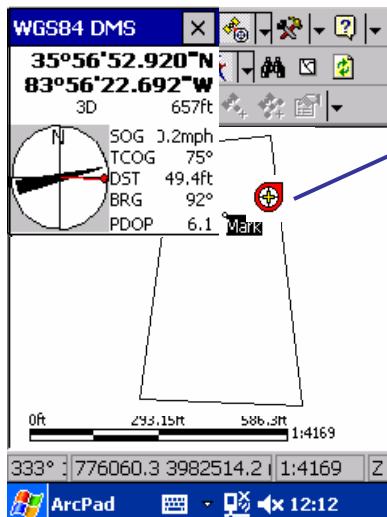 WGS84 DMS
35°56'52.920"N
83°56'22.692"W
3D 657ft
N
SOG 0.2mph
TCOG 75°
DST 49.4ft
BRG 92°
PDOP 6.1
Mark
0ft 293.15ft 586.3ft
1:4169
333° 776060.3 3982514.2 1:4169 Z
ArcPad 12:12